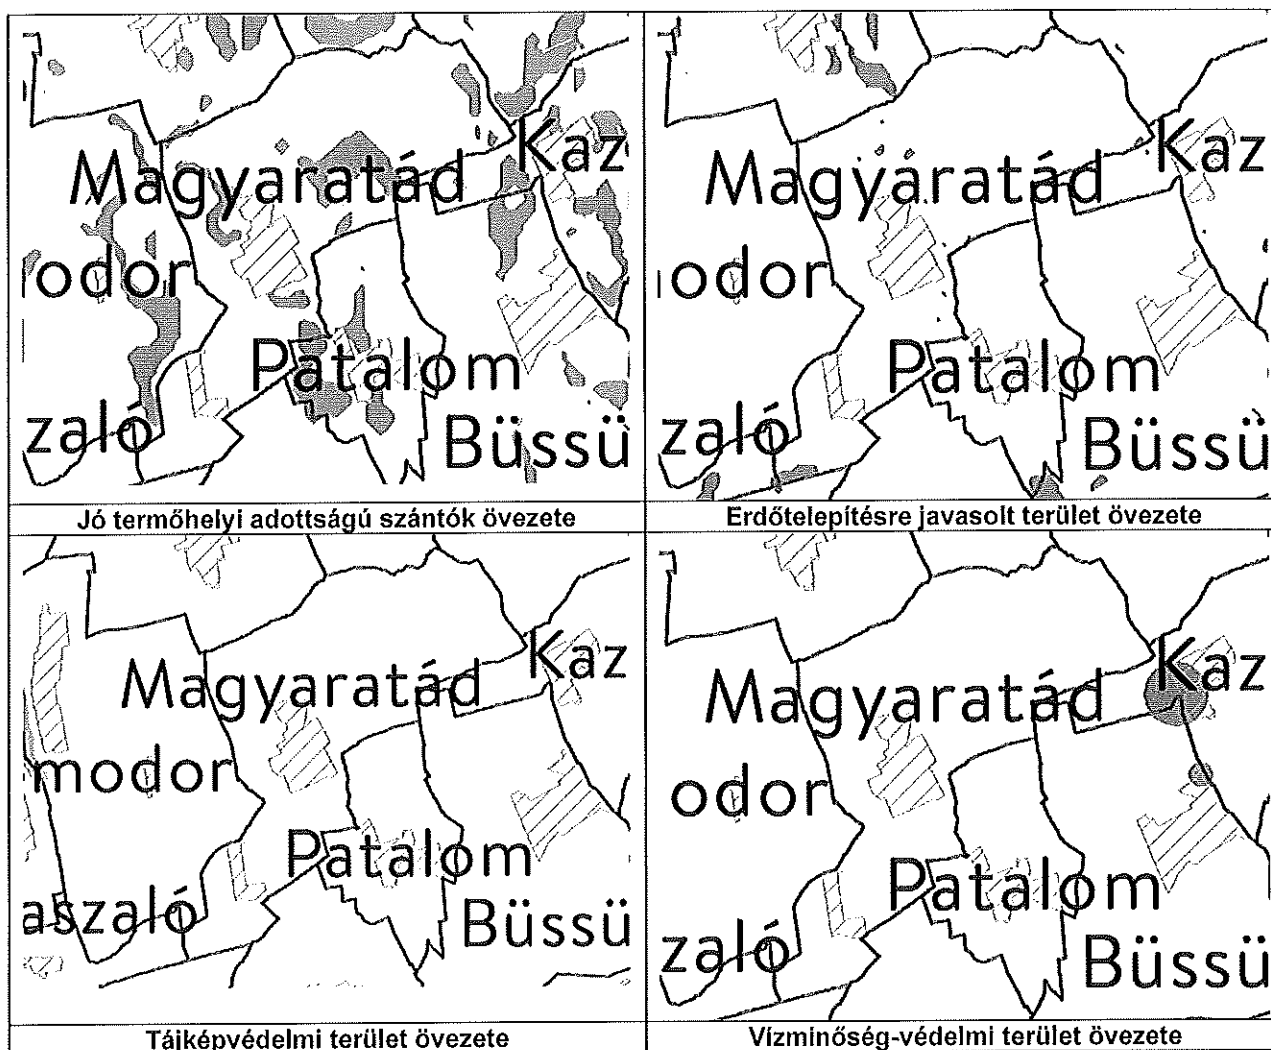 Kaz
Magyaratád
odor
Patalom
zaló
Büssü
Jó termőhelyi adottságú szántók övezete
Kaz
Magyaratád
odor
Patalom
zaló
Büssü
Erdőtelepítésre javasolt terület övezete
Kaz
Magyaratád
modor
Patalom
aszaló
Büssü
Tájképvédelmi terület övezete
Kaz
Magyaratád
odor
Patalom
zaló
Büssü
Vízminőség-védelmi terület övezete